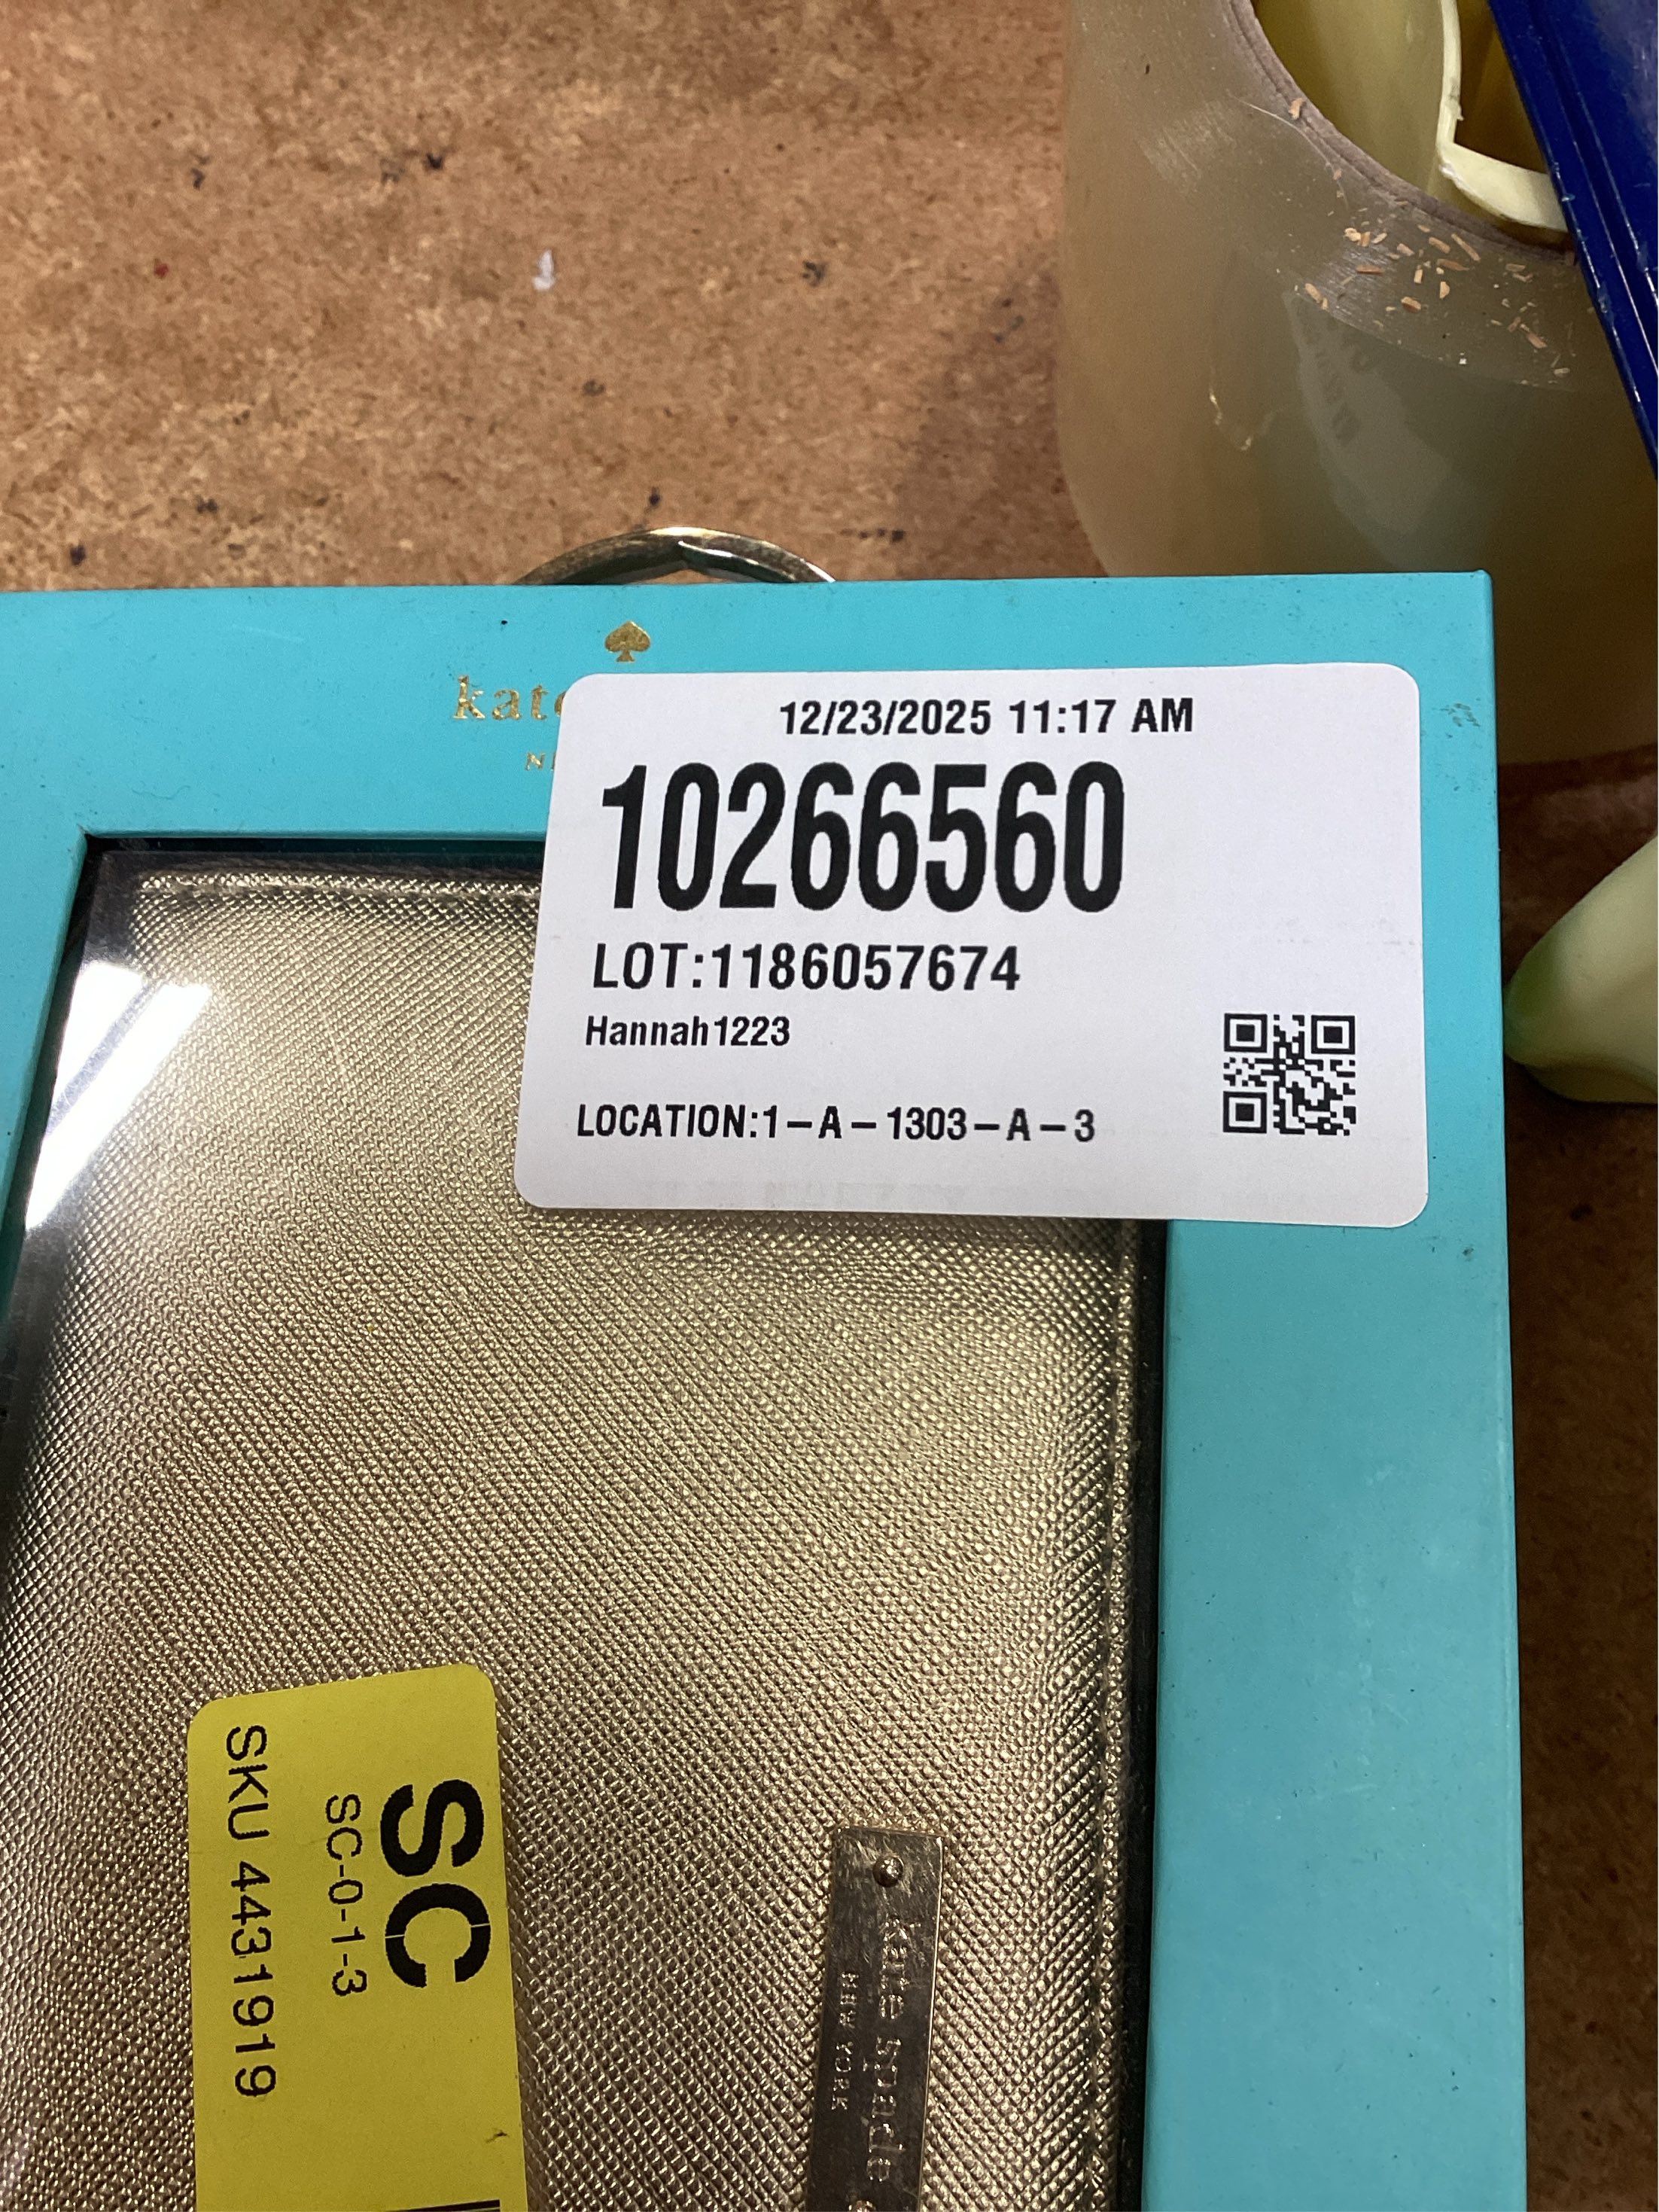 kate
12/23/2025 11:17 AM
10266560
LOT:1186057674
Hannah1223
LOCATION:1-A-1303-A-3
SC
SC-0-1-3
SKU 4431919
kate spade
NEW YORK